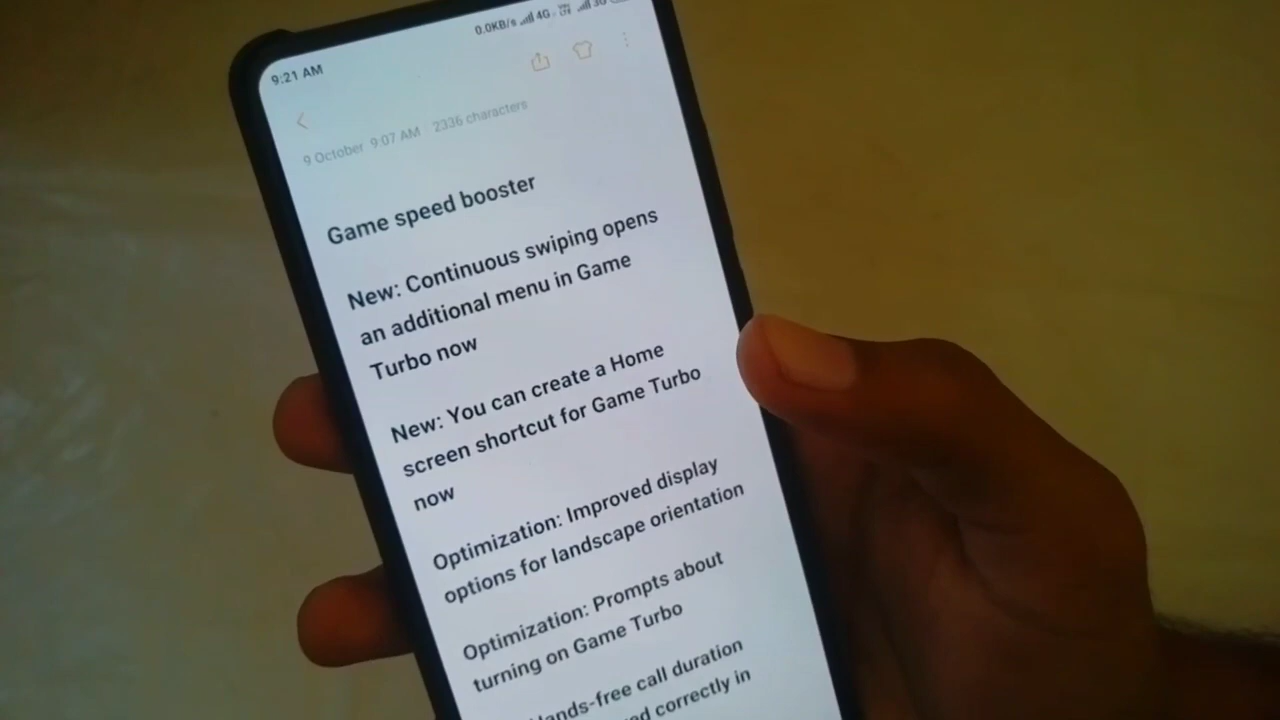 9:21 AM
0.0KB/s 4G
9 October 9:07 AM 2336 characters
Game speed booster
New: Continuous swiping opens
an additional menu in Game
Turbo now
New: You can create a Home
screen shortcut for Game Turbo
now
Optimization: Improved display
options for landscape orientation
Optimization: Prompts about
turning on Game Turbo
Hands-free call duration
correctly in